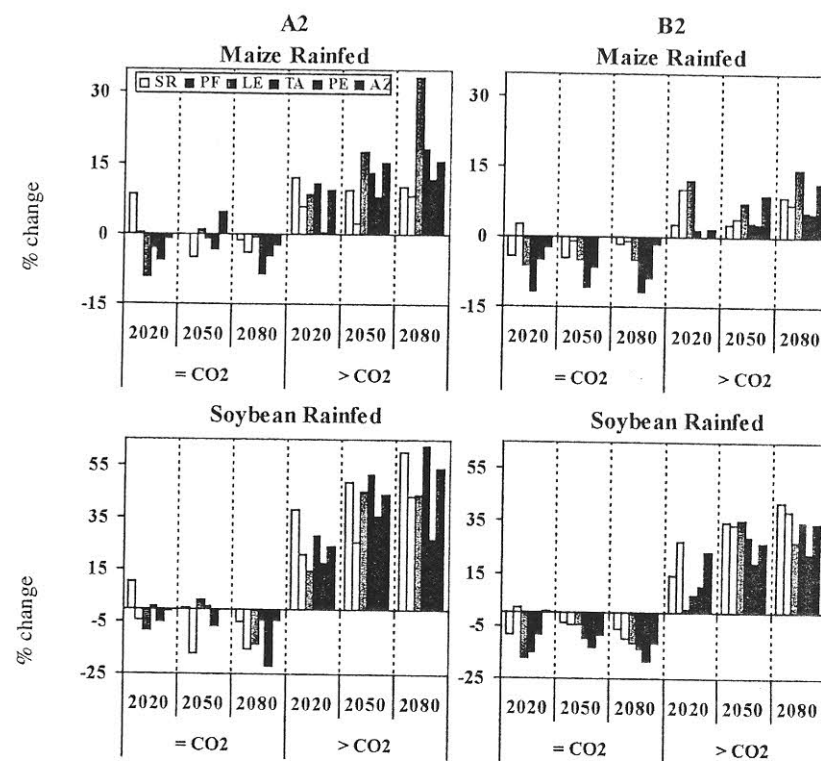 A2
Maize Rainfed
SR PF LE TA PE AZ
30
15
0
-15
% change
2020 2050 2080 2020 2050 2080
= CO2 > CO2
B2
Maize Rainfed
30
15
0
-15
2020 2050 2080 2020 2050 2080
= CO2 > CO2
Soybean Rainfed
55
35
15
-5
-25
% change
2020 2050 2080 2020 2050 2080
= CO2 > CO2
Soybean Rainfed
55
35
15
-5
-25
2020 2050 2080 2020 2050 2080
= CO2 > CO2